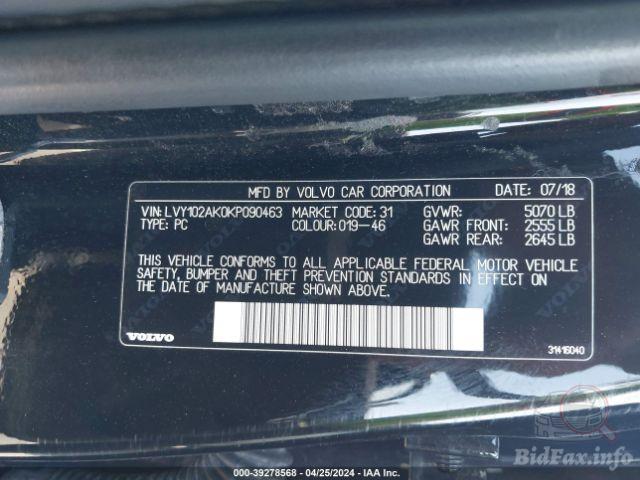 MFD BY VOLVO CAR CORPORATION DATE: 07/18
VIN: LVY102AK0KP090463 MARKET CODE: 31 GVWR: 5070 LB
TYPE: PC COLOUR: 019-46 GAWR FRONT: 2555 LB
GAWR REAR: 2645 LB
THIS VEHICLE CONFORMS TO ALL APPLICABLE FEDERAL MOTOR VEHICLE
SAFETY, BUMPER AND THEFT PREVENTION STANDARDS IN EFFECT ON
THE DATE OF MANUFACTURE SHOWN ABOVE.
VOLVO
31416040
BidFax.info
000-39278568 - 04/25/2024 - IAA Inc.